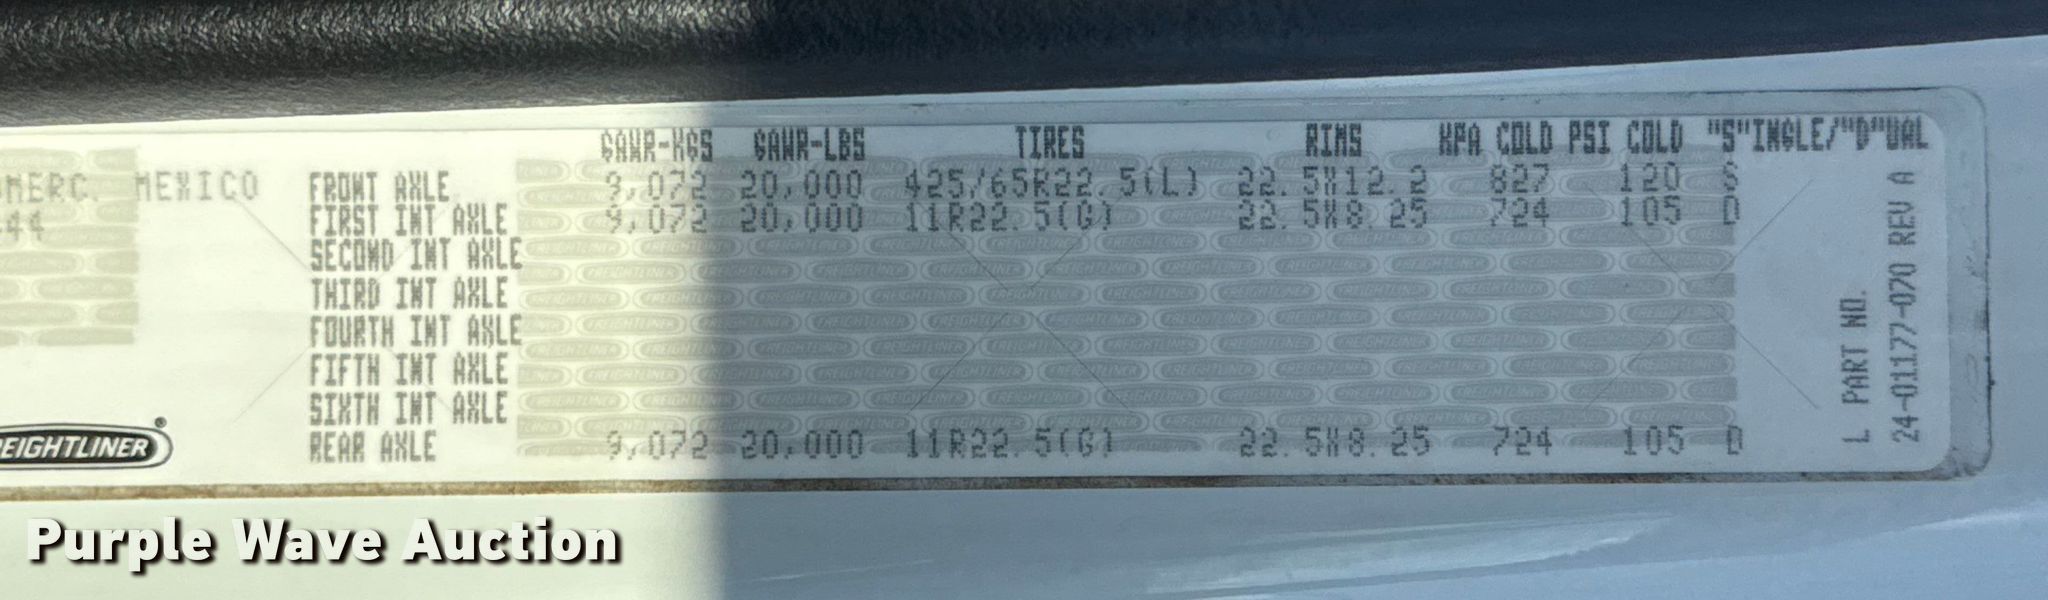 GAWR-KGS GAWR-LBS TIRES RIMS KPA COLD PSI COLD "S"INGLE/"D"UAL
OMERC. MEXICO
44
FRONT AXLE 9,072 20,000 425/65R22.5(L) 22.5X12.2 827 120 S
FIRST INT AXLE 9,072 20,000 11R22.5(G) 22.5X8.25 724 105 D
SECOND INT AXLE
THIRD INT AXLE
FOURTH INT AXLE
FIFTH INT AXLE
SIXTH INT AXLE
REAR AXLE 9,072 20,000 11R22.5(G) 22.5X8.25 724 105 D
L PART NO.
24-01177-070 REV A
REIGHTLINER®
Purple Wave Auction